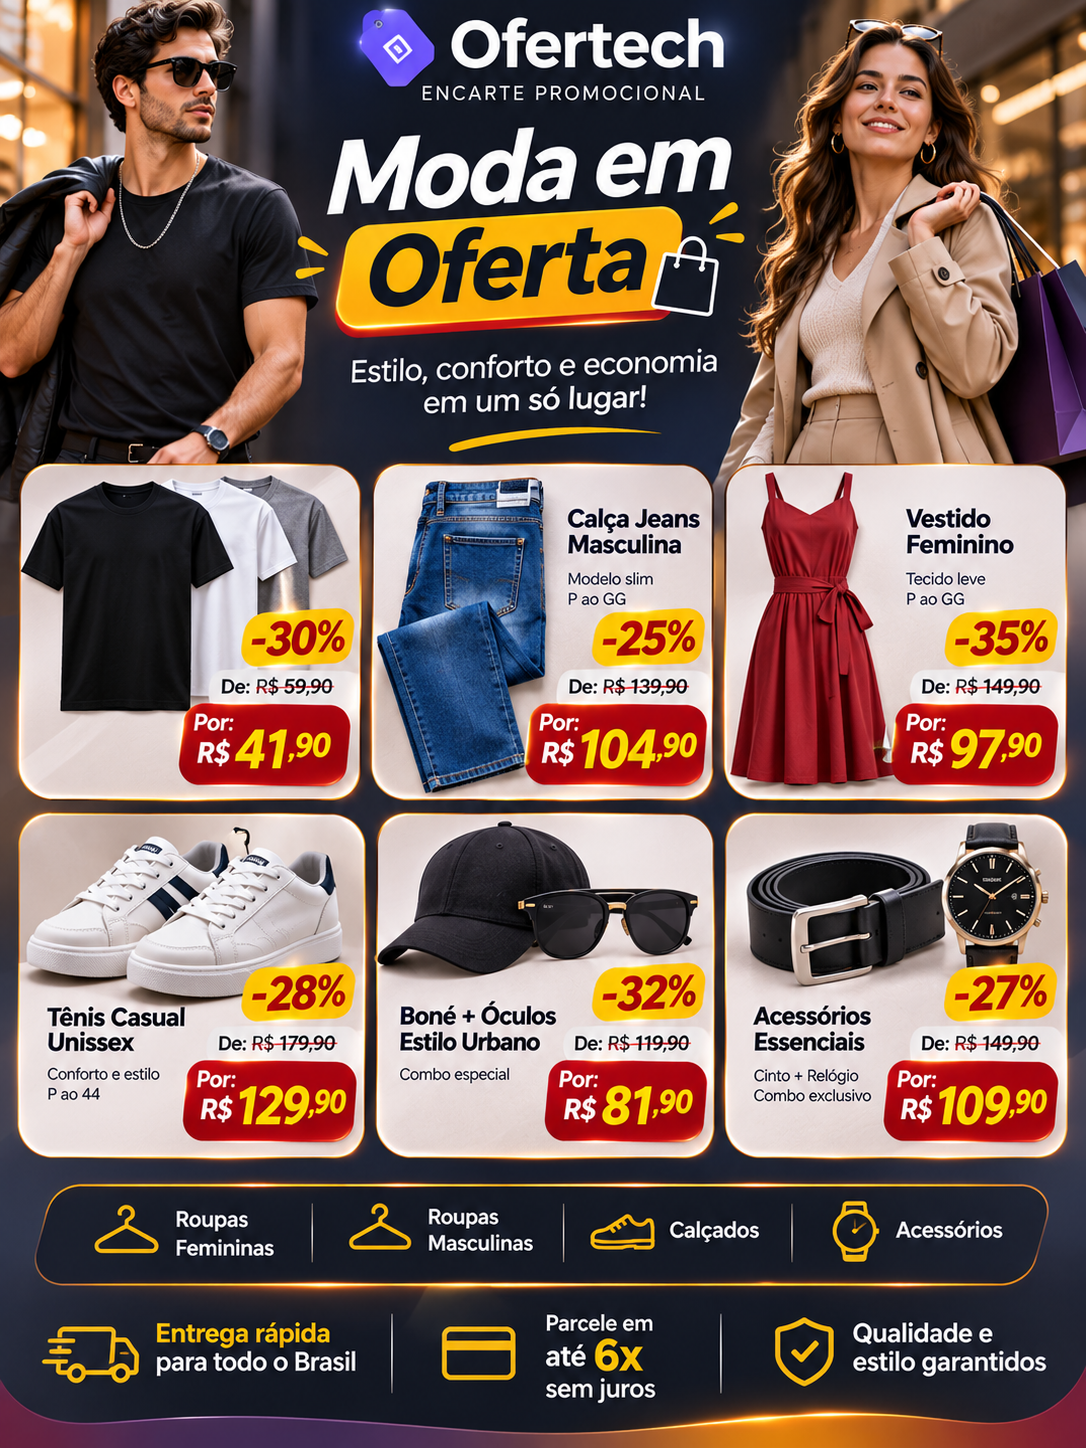 Ofertech
ENCARTE PROMOCIONAL
Moda em
Oferta
Estilo, conforto e economia
em um só lugar!
-30%
De: R$ 59,90
Por:
R$ 41,90
Calça Jeans
Masculina
Modelo slim
P ao GG
-25%
De: R$ 139,90
Por:
R$ 104,90
Vestido
Feminino
Tecido leve
P ao GG
-35%
De: R$ 149,90
Por:
R$ 97,90
Tênis Casual
Unissex
Conforto e estilo
P ao 44
-28%
De: R$ 179,90
Por:
R$ 129,90
Boné + Óculos
Estilo Urbano
Combo especial
-32%
De: R$ 119,90
Por:
R$ 81,90
Acessórios
Essenciais
Cinto + Relógio
Combo exclusivo
-27%
De: R$ 149,90
Por:
R$ 109,90
Roupas
Femininas
Roupas
Masculinas
Calçados
Acessórios
Entrega rápida
para todo o Brasil
Parcele em
até 6x
sem juros
Qualidade e
estilo garantidos